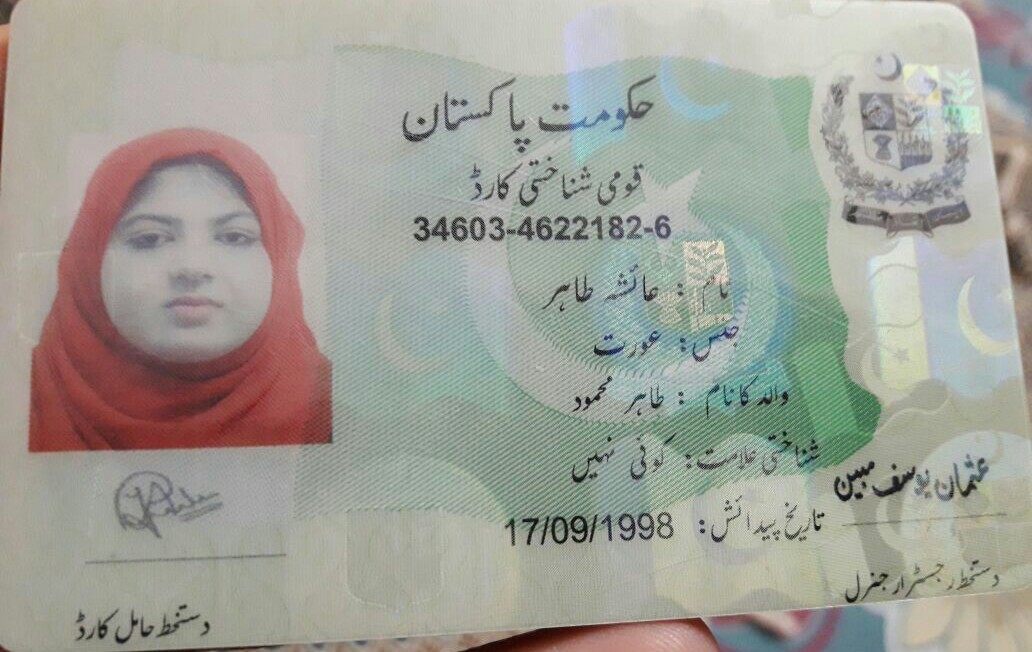 حکومت پاکستان
قومی شناختی کارڈ
34603-4622182-6
نام : عائشہ طاہر
جنس: عورت
والد کا نام : طاہر محمود
شناختی علامت: کوئی نہیں
تاریخ پیدائش: 17/09/1998
عثمان یوسف مبین
دستخط رجسٹرار جنرل
دستخط حامل کارڈ